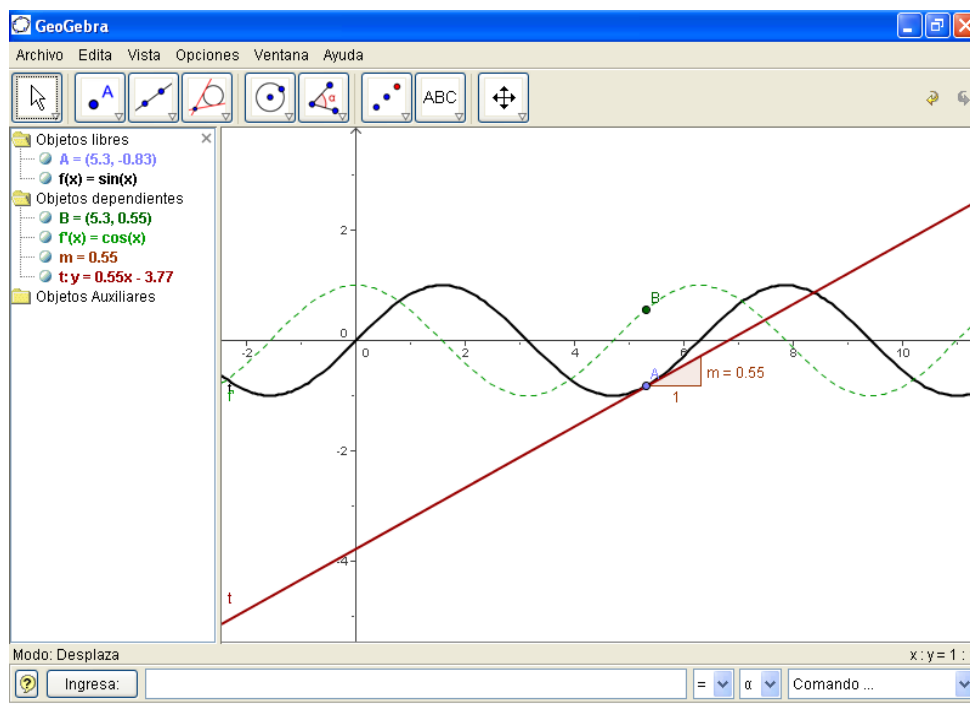 GeoGebra
Archivo Edita Vista Opciones Ventana Ayuda
A
α
ABC
Objetos libres
A = (5.3, -0.83)
f(x) = sin(x)
Objetos dependientes
B = (5.3, 0.55)
f'(x) = cos(x)
m = 0.55
t: y = 0.55x - 3.77
Objetos Auxiliares
2
B
0
-2 0 2 4 6 8 10
A
m = 0.55
1
f
f'
-2
-4
t
Modo: Desplaza
x : y = 1 :
Ingresa:
= α Comando ...